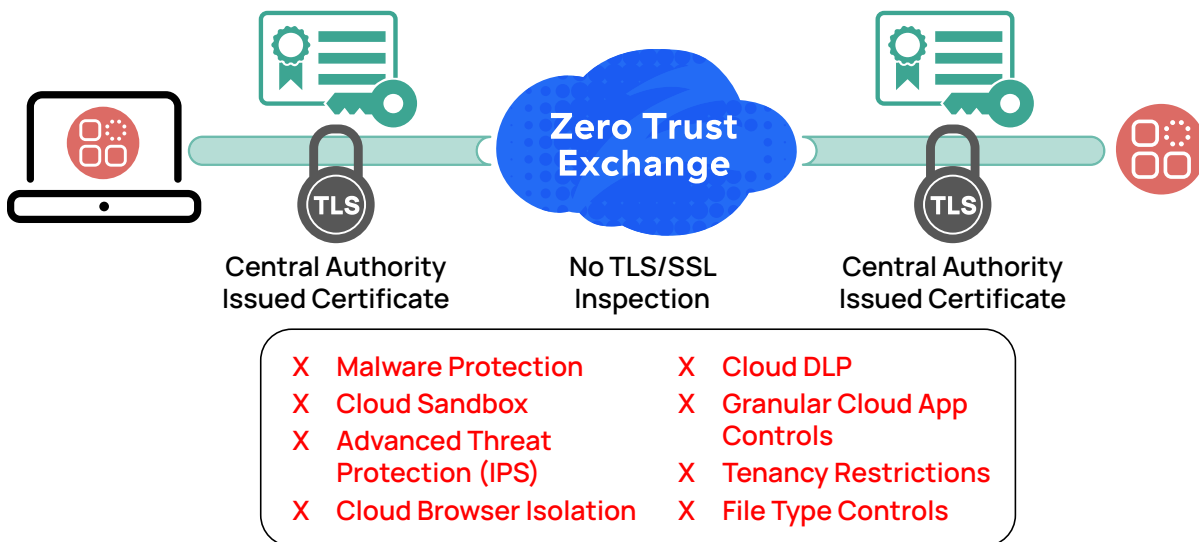 Zero Trust
Exchange
TLS
TLS
Central Authority
Issued Certificate
No TLS/SSL
Inspection
Central Authority
Issued Certificate
X Malware Protection
X Cloud Sandbox
X Advanced Threat
Protection (IPS)
X Cloud Browser Isolation
X Cloud DLP
X Granular Cloud App
Controls
X Tenancy Restrictions
X File Type Controls